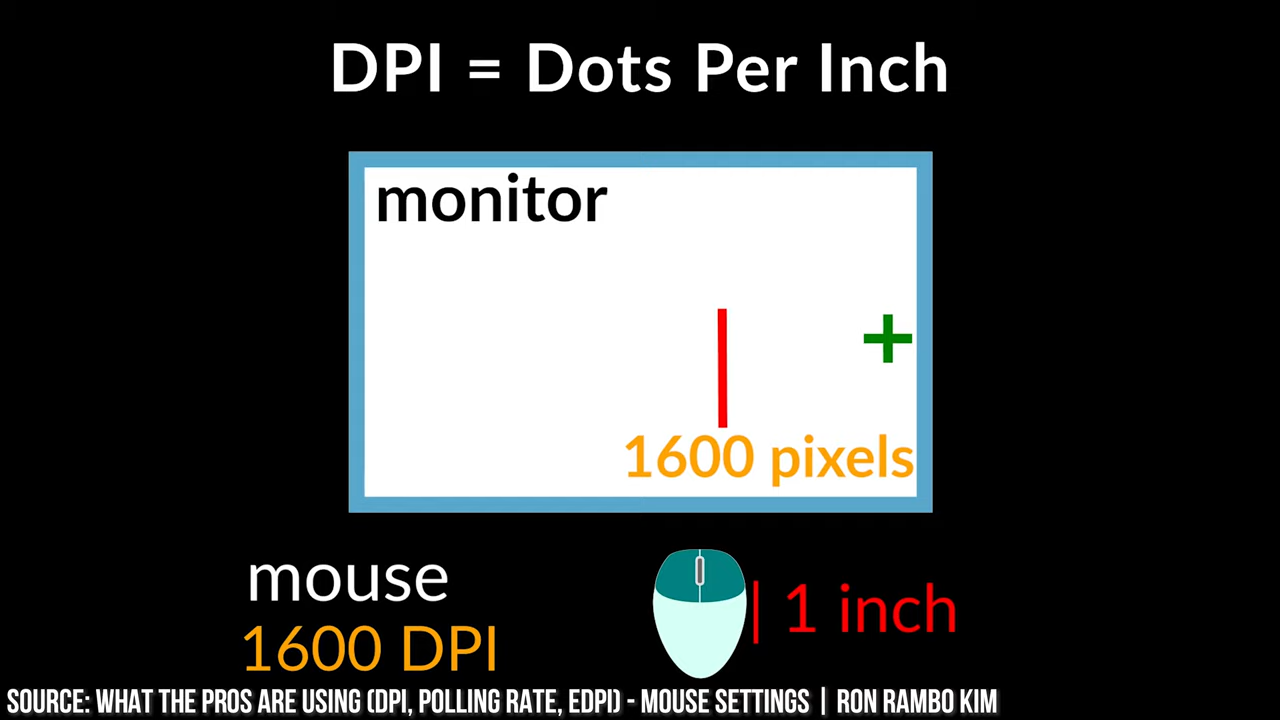 DPI = Dots Per Inch
monitor
1600 pixels
mouse
1 inch
1600 DPI
SOURCE: WHAT THE PROS ARE USING (DPI, POLLING RATE, EDPI) - MOUSE SETTINGS | RON RAMBO KIM